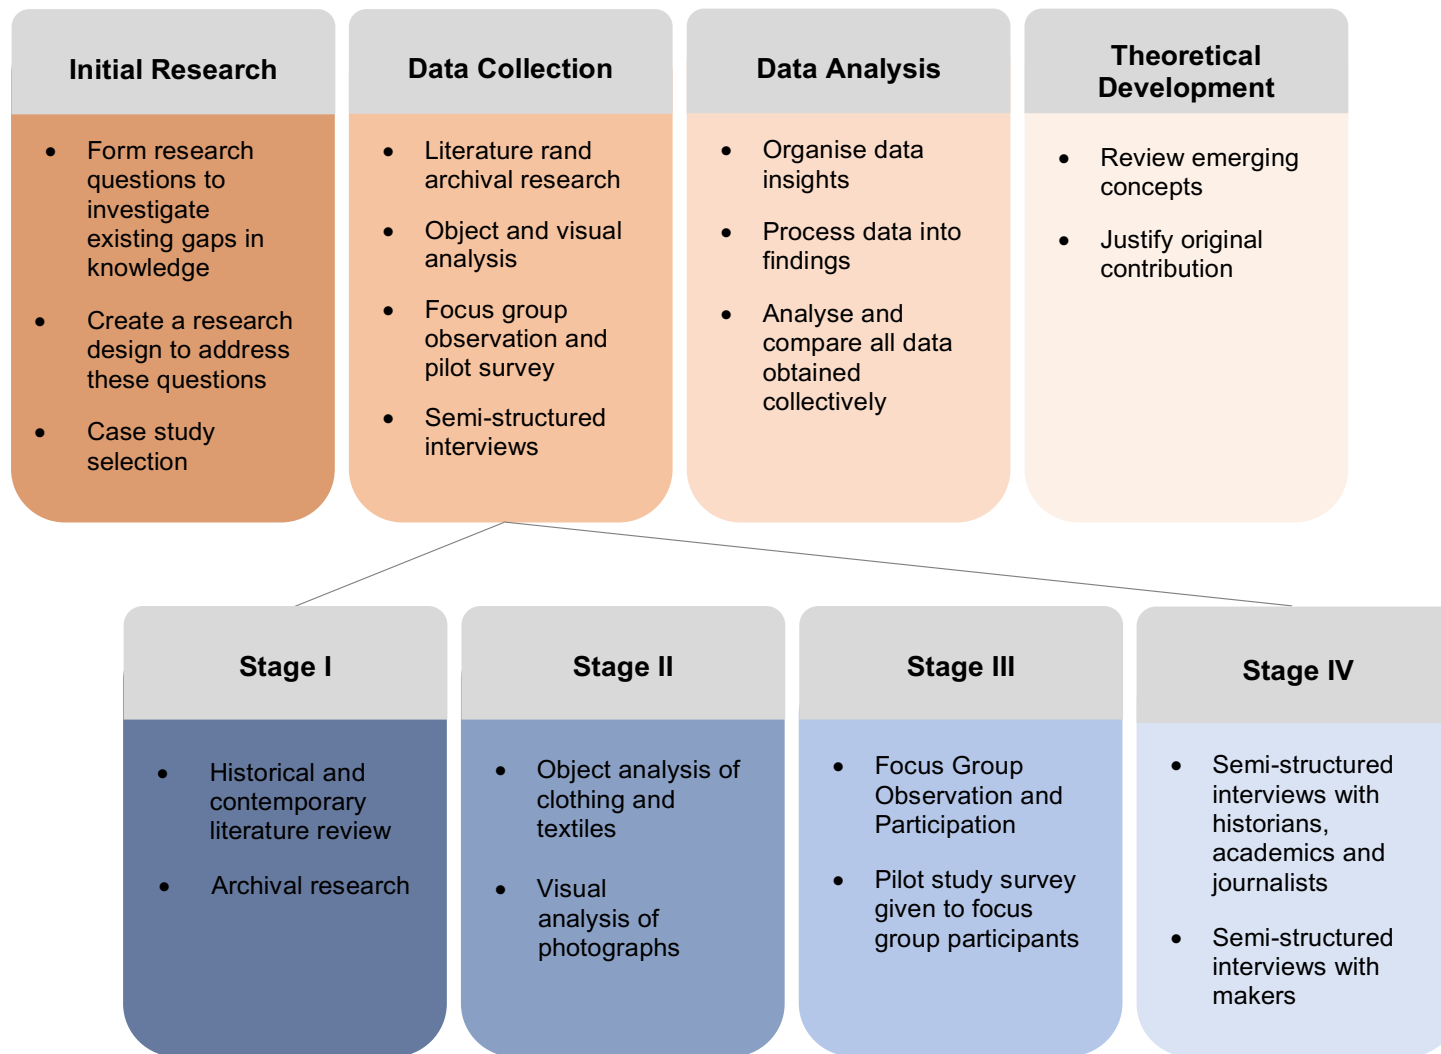 Initial Research
• Form research
questions to
investigate
existing gaps in
knowledge
• Create a research
design to address
these questions
• Case study
selection
Data Collection
• Literature rand
archival research
• Object and visual
analysis
• Focus group
observation and
pilot survey
• Semi-structured
interviews
Data Analysis
• Organise data
insights
• Process data into
findings
• Analyse and
compare all data
obtained
collectively
Theoretical
Development
• Review emerging
concepts
• Justify original
contribution
Stage I
• Historical and
contemporary
literature review
• Archival research
Stage II
• Object analysis of
clothing and
textiles
• Visual
analysis of
photographs
Stage III
• Focus Group
Observation and
Participation
• Pilot study survey
given to focus
group participants
Stage IV
• Semi-structured
interviews with
historians,
academics and
journalists
• Semi-structured
interviews with
makers